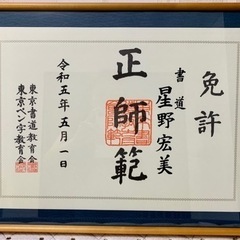 免許
書道
星野宏美
正師範
令和五年五月一日
東京書道教育会
東京ペン字教育会